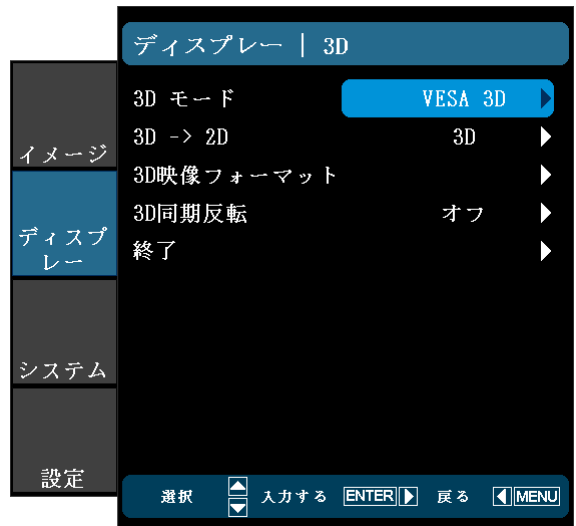 ディスプレー | 3D
イメージ
ディスプ
レー
システム
設定
3D モード VESA 3D
3D -> 2D 3D
3D映像フォーマット
3D同期反転 オフ
終了
選択 入力する ENTER 戻る MENU